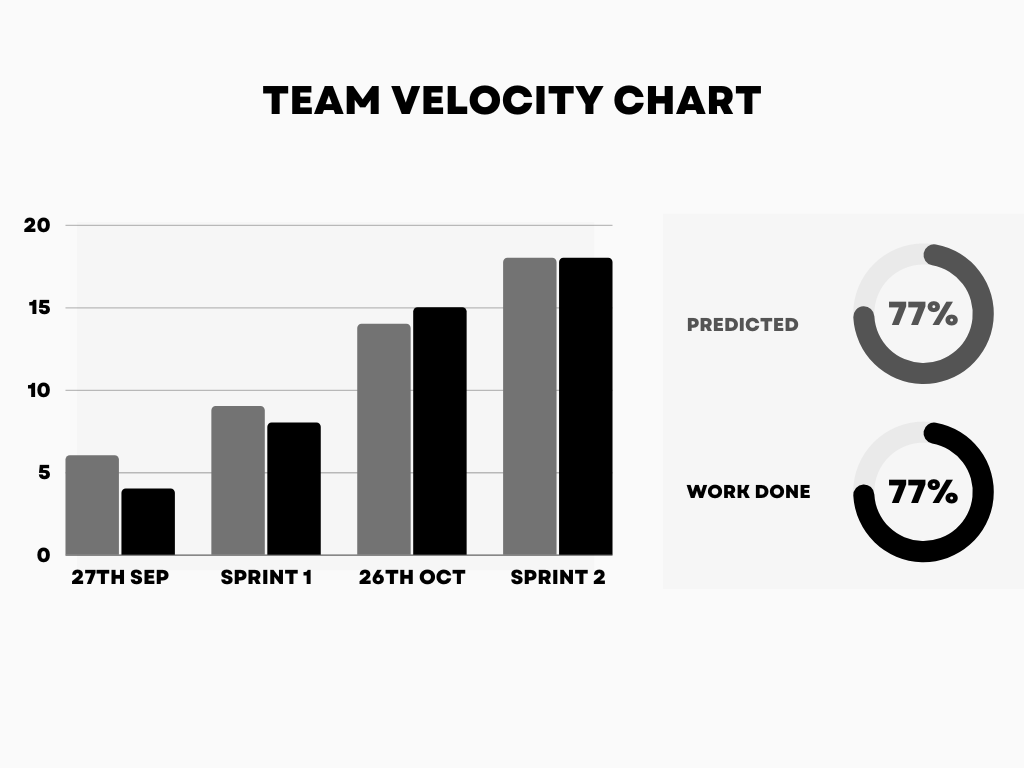 TEAM VELOCITY CHART
20
15
10
5
0
27TH SEP
SPRINT 1
26TH OCT
SPRINT 2
PREDICTED
77%
WORK DONE
77%